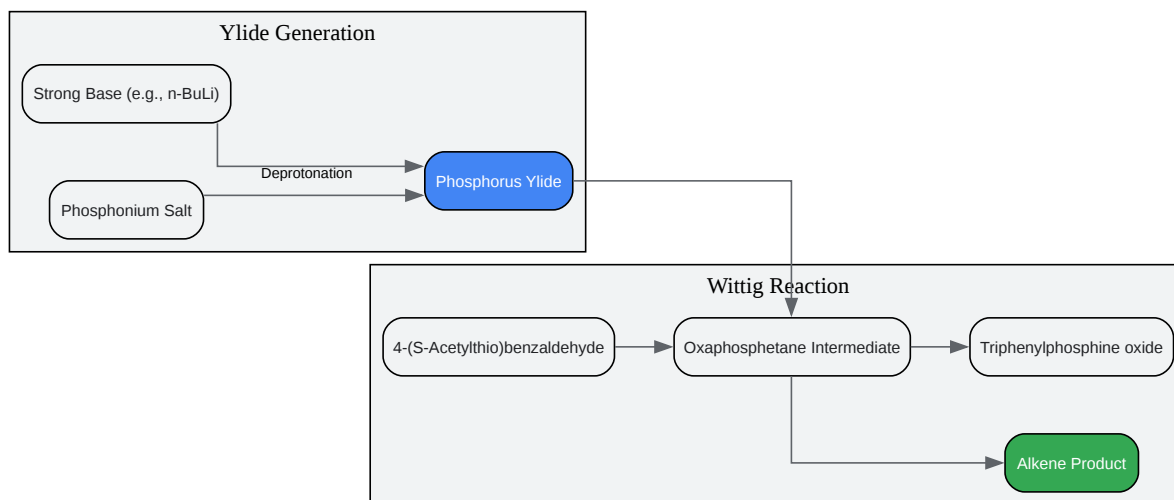 Ylide Generation
Strong Base (e.g., n-BuLi)
Deprotonation
Phosphorus Ylide
Phosphonium Salt
Wittig Reaction
4-(S-Acetylthio)benzaldehyde
Oxaphosphetane Intermediate
Triphenylphosphine oxide
Alkene Product